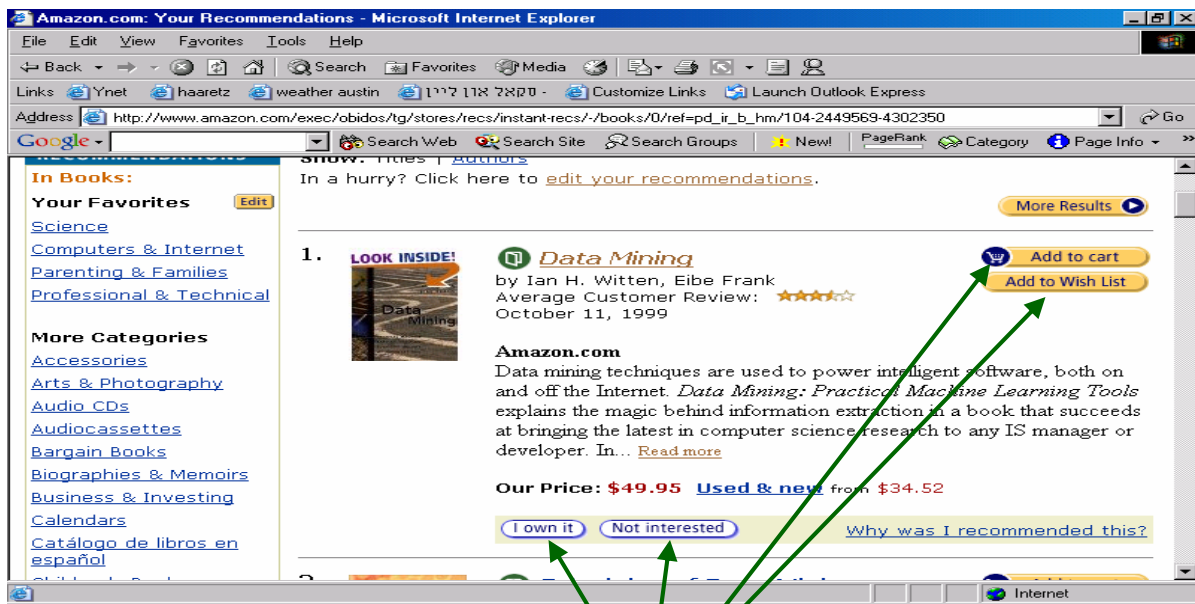 Amazon.com: Your Recommendations - Microsoft Internet Explorer
File Edit View Favorites Tools Help
Back Search Favorites Media
Links Ynet haaretz weather austin סקאל און ליין - Customize Links Launch Outlook Express
Address http://www.amazon.com/exec/obidos/tg/stores/recs/instant-recs/-/books/0/ref=pd_ir_b_hm/104-2449569-4302350 Go
Google Search Web Search Site Search Groups New! PageRank Category Page Info »
RECOMMENDATIONS
In Books:
Your Favorites Edit
Science
Computers & Internet
Parenting & Families
Professional & Technical
More Categories
Accessories
Arts & Photography
Audio CDs
Audiocassettes
Bargain Books
Biographies & Memoirs
Business & Investing
Calendars
Catálogo de libros en
español
Show: Titles | Authors
In a hurry? Click here to edit your recommendations.
More Results
1. LOOK INSIDE! Data Mining
Data Mining
by Ian H. Witten, Eibe Frank
Average Customer Review:
October 11, 1999
Add to cart
Add to Wish List
Amazon.com
Data mining techniques are used to power intelligent software, both on
and off the Internet. Data Mining: Practical Machine Learning Tools
explains the magic behind information extraction in a book that succeeds
at bringing the latest in computer science research to any IS manager or
developer. In... Read more
Our Price: $49.95 Used & new from $34.52
I own it Not interested Why was I recommended this?
Internet